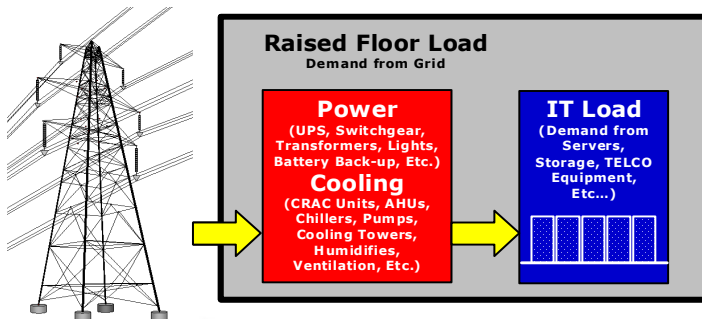 Raised Floor Load
Demand from Grid
Power
(UPS, Switchgear,
Transformers, Lights,
Battery Back-up, Etc.)
Cooling
(CRAC Units, AHUs,
Chillers, Pumps,
Cooling Towers,
Humidifies,
Ventilation, Etc.)
IT Load
(Demand from
Servers,
Storage, TELCO
Equipment,
Etc...)